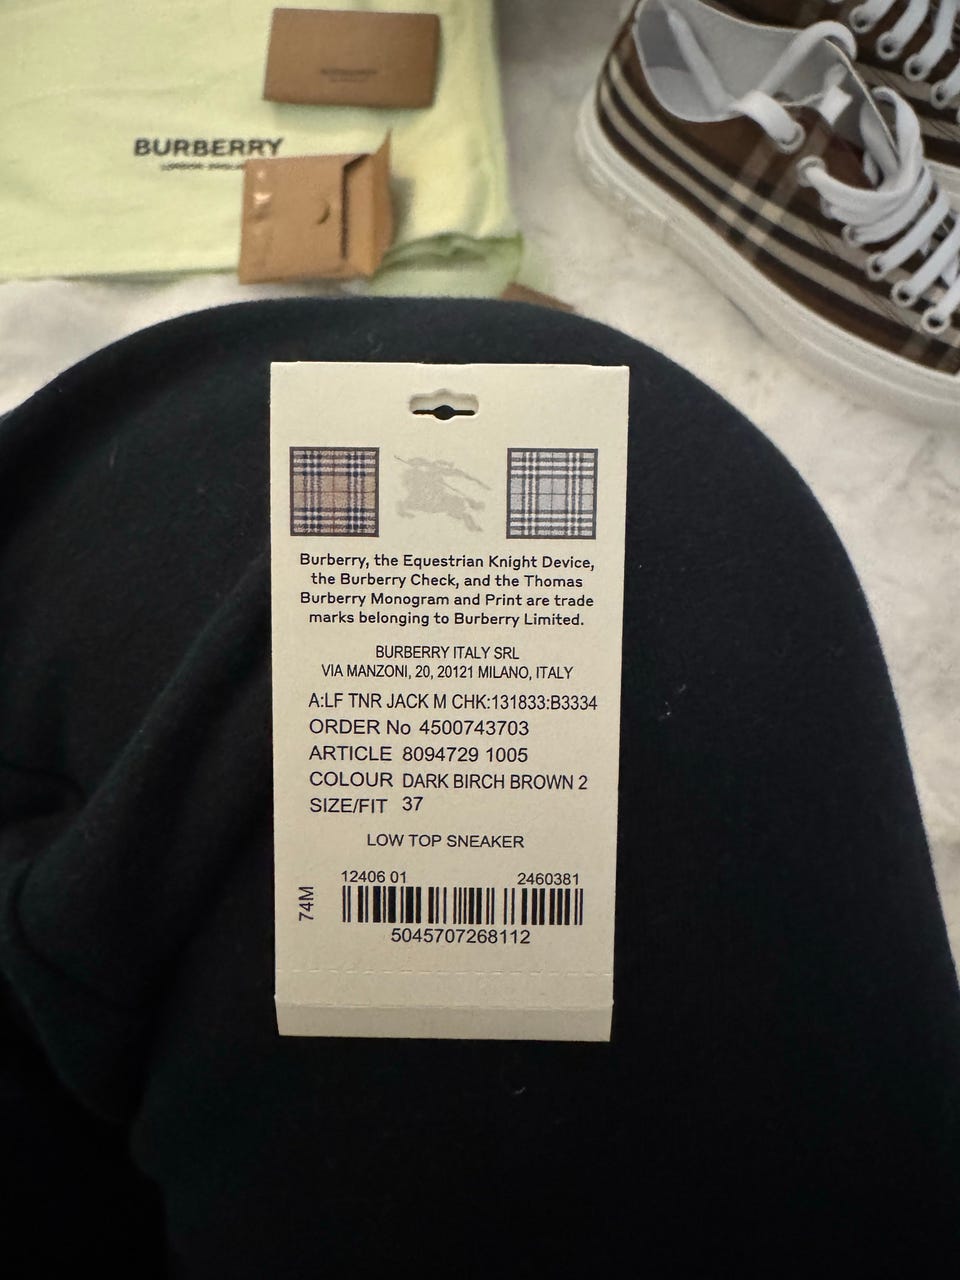 BURBERRY
BURBERRY
LONDON ENGLAND
Burberry, the Equestrian Knight Device,
the Burberry Check, and the Thomas
Burberry Monogram and Print are trade
marks belonging to Burberry Limited.
BURBERRY ITALY SRL
VIA MANZONI, 20, 20121 MILANO, ITALY
A:LF TNR JACK M CHK:131833:B3334
ORDER No 4500743703
ARTICLE 8094729 1005
COLOUR DARK BIRCH BROWN 2
SIZE/FIT 37
LOW TOP SNEAKER
12406 01 2460381
74M
5045707268112